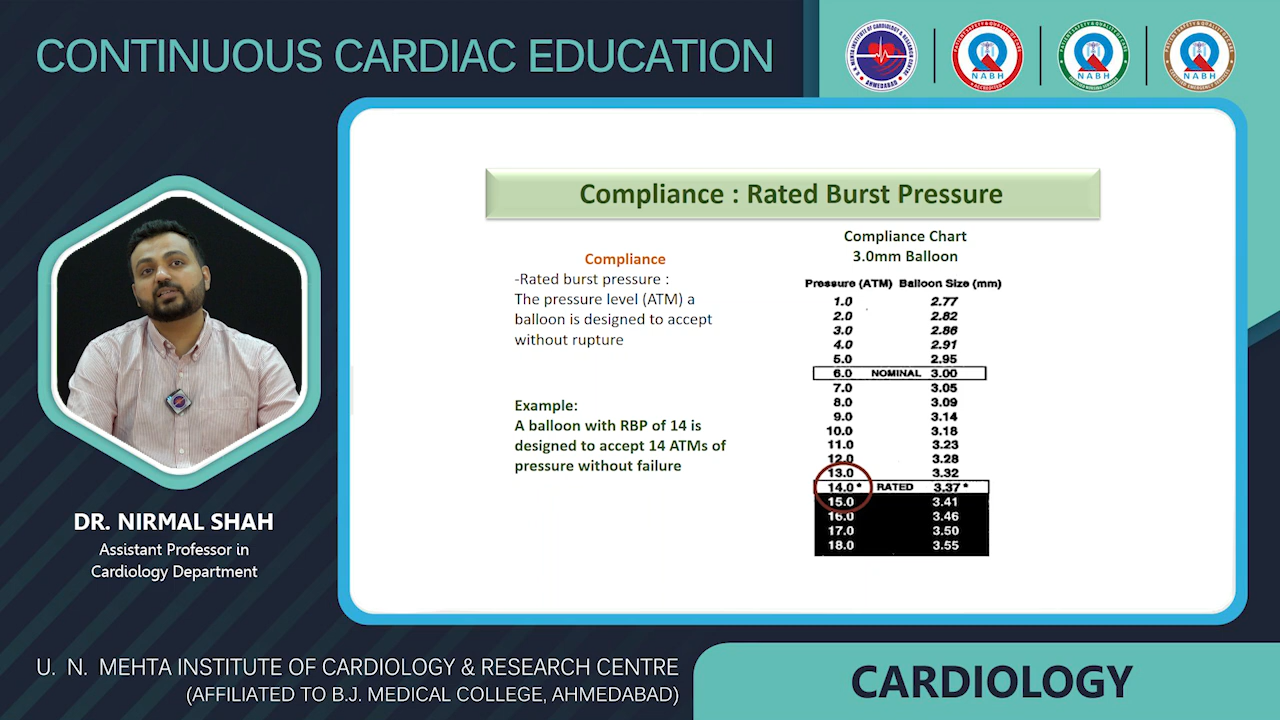 CONTINUOUS CARDIAC EDUCATION
NABH
NABH
NABH
AHMEDABAD
Compliance : Rated Burst Pressure
Compliance
-Rated burst pressure :
The pressure level (ATM) a
balloon is designed to accept
without rupture
Example:
A balloon with RBP of 14 is
designed to accept 14 ATMs of
pressure without failure
Compliance Chart
3.0mm Balloon
Pressure (ATM) Balloon Size (mm)
1.0 2.77
2.0 2.82
3.0 2.86
4.0 2.91
5.0 2.95
6.0 NOMINAL 3.00
7.0 3.05
8.0 3.09
9.0 3.14
10.0 3.18
11.0 3.23
12.0 3.28
13.0 3.32
14.0 * RATED 3.37 *
15.0 3.41
16.0 3.46
17.0 3.50
18.0 3.55
DR. NIRMAL SHAH
Assistant Professor in
Cardiology Department
U. N. MEHTA INSTITUTE OF CARDIOLOGY & RESEARCH CENTRE
(AFFILIATED TO B.J. MEDICAL COLLEGE, AHMEDABAD)
CARDIOLOGY